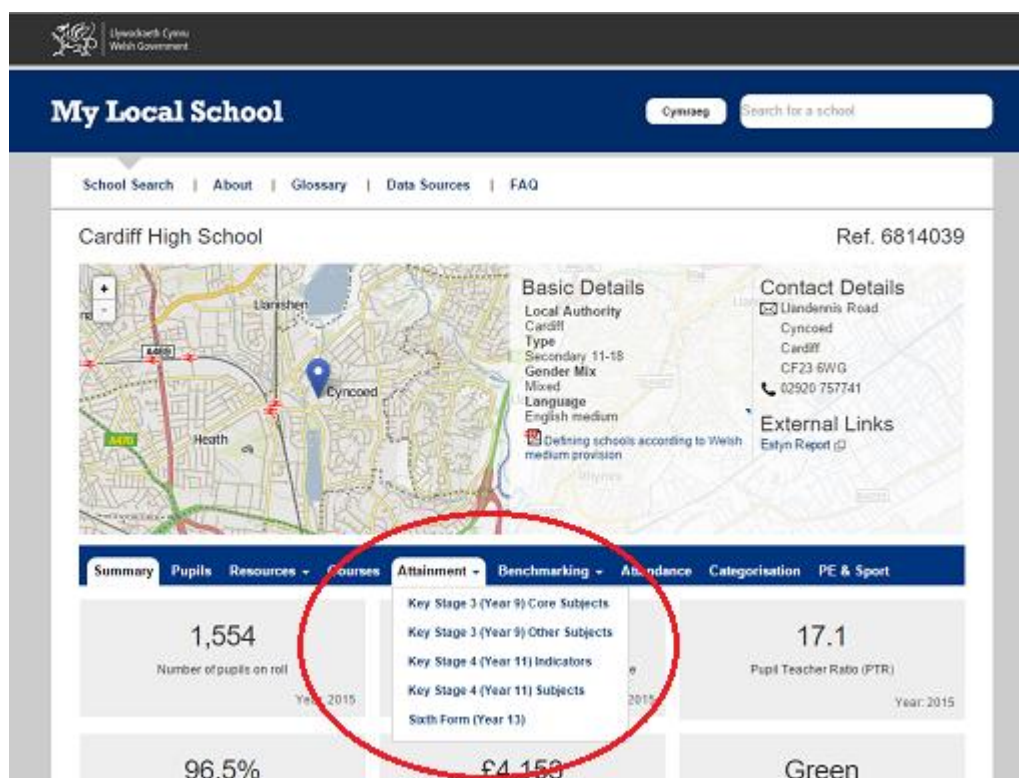 Llywodraeth Cymru
Welsh Government
My Local School
Cymraeg
Search for a school
School Search | About | Glossary | Data Sources | FAQ
Cardiff High School
Ref. 6814039
+
-
Llanishen
A469
Cyncoed
A470
Heath
Basic Details
Local Authority
Cardiff
Type
Secondary 11-18
Gender Mix
Mixed
Language
English medium
Defining schools according to Welsh
medium provision
Contact Details
Llandennis Road
Cyncoed
Cardiff
CF23 6WG
02920 757741
External Links
Estyn Report
Summary Pupils Resources Courses Attainment Benchmarking Attendance Categorisation PE & Sport
Key Stage 3 (Year 9) Core Subjects
Key Stage 3 (Year 9) Other Subjects
Key Stage 4 (Year 11) Indicators
Key Stage 4 (Year 11) Subjects
Sixth Form (Year 13)
1,554
Number of pupils on roll
Year: 2015
e
2015
17.1
Pupil Teacher Ratio (PTR)
Year: 2015
96.5%
£4,153
Green